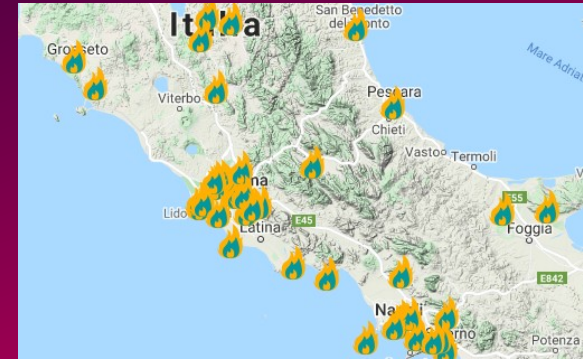 San Benedetto
del Tronto
Grosseto
Mare Adria
Viterbo
Pescara
Chieti
Vasto
Termoli
Lido
E45
Latina
E55
Foggia
E842
Potenza